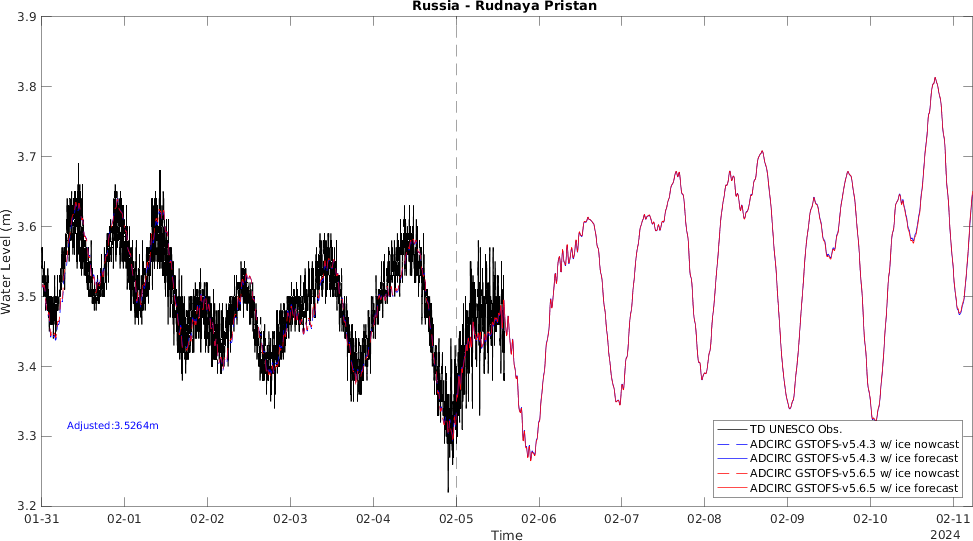 Russia - Rudnaya Pristan
3.9
3.8
3.7
3.6
3.5
3.4
3.3
3.2
Water Level (m)
Adjusted:3.5264m
TD UNESCO Obs.
ADCIRC GSTOFS-v5.4.3 w/ ice nowcast
ADCIRC GSTOFS-v5.4.3 w/ ice forecast
ADCIRC GSTOFS-v5.6.5 w/ ice nowcast
ADCIRC GSTOFS-v5.6.5 w/ ice forecast
01-31 02-01 02-02 02-03 02-04 02-05 02-06 02-07 02-08 02-09 02-10 02-11
Time
2024